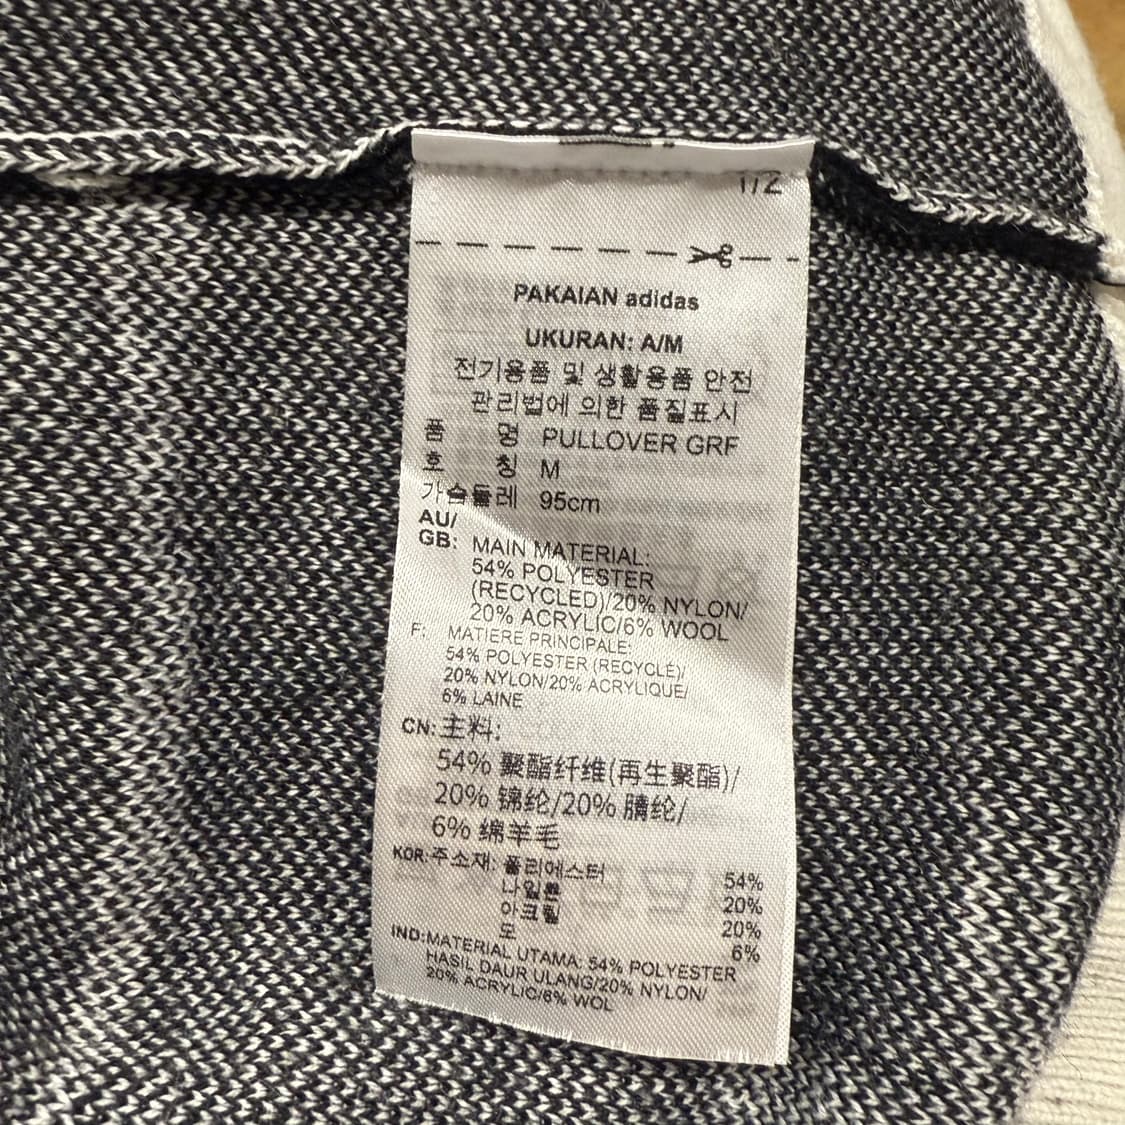 1/2
PAKAIAN adidas
UKURAN: A/M
전기용품 및 생활용품 안전
관리법에 의한 품질표시
품 명 PULLOVER GRF
호 칭 M
가슴둘레 95cm
AU/
GB: MAIN MATERIAL:
54% POLYESTER
(RECYCLED)/20% NYLON/
20% ACRYLIC/6% WOOL
F: MATIERE PRINCIPALE:
54% POLYESTER (RECYCLÉ)/
20% NYLON/20% ACRYLIQUE/
6% LAINE
CN: 主料:
54% 聚酯纤维(再生聚酯)/
20% 锦纶/20% 腈纶/
6% 绵羊毛
KOR: 주소재: 폴리에스터 54%
나일론 20%
아크릴 20%
모 6%
IND: MATERIAL UTAMA: 54% POLYESTER
HASIL DAUR ULANG/20% NYLON/
20% ACRYLIC/6% WOL